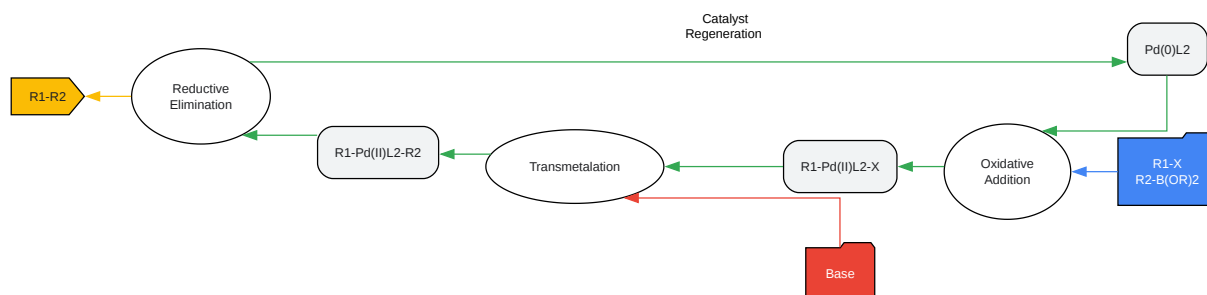 Catalyst
Regeneration
Pd(0)L2
Reductive
Elimination
R1-R2
R1-Pd(II)L2-R2
Transmetalation
R1-Pd(II)L2-X
Oxidative
Addition
R1-X
R2-B(OR)2
Base